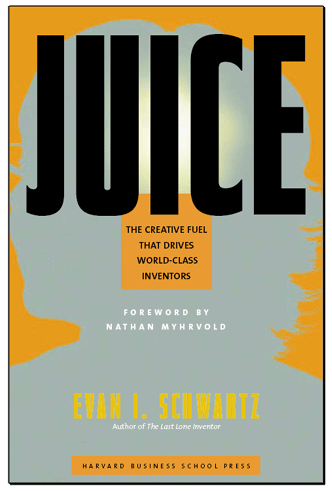 JUICE
THE CREATIVE FUEL
THAT DRIVES
WORLD-CLASS
INVENTORS
FOREWORD BY
NATHAN MYHRVOLD
EVAN I. SCHWARTZ
Author of The Last Lone Inventor
HARVARD BUSINESS SCHOOL PRESS